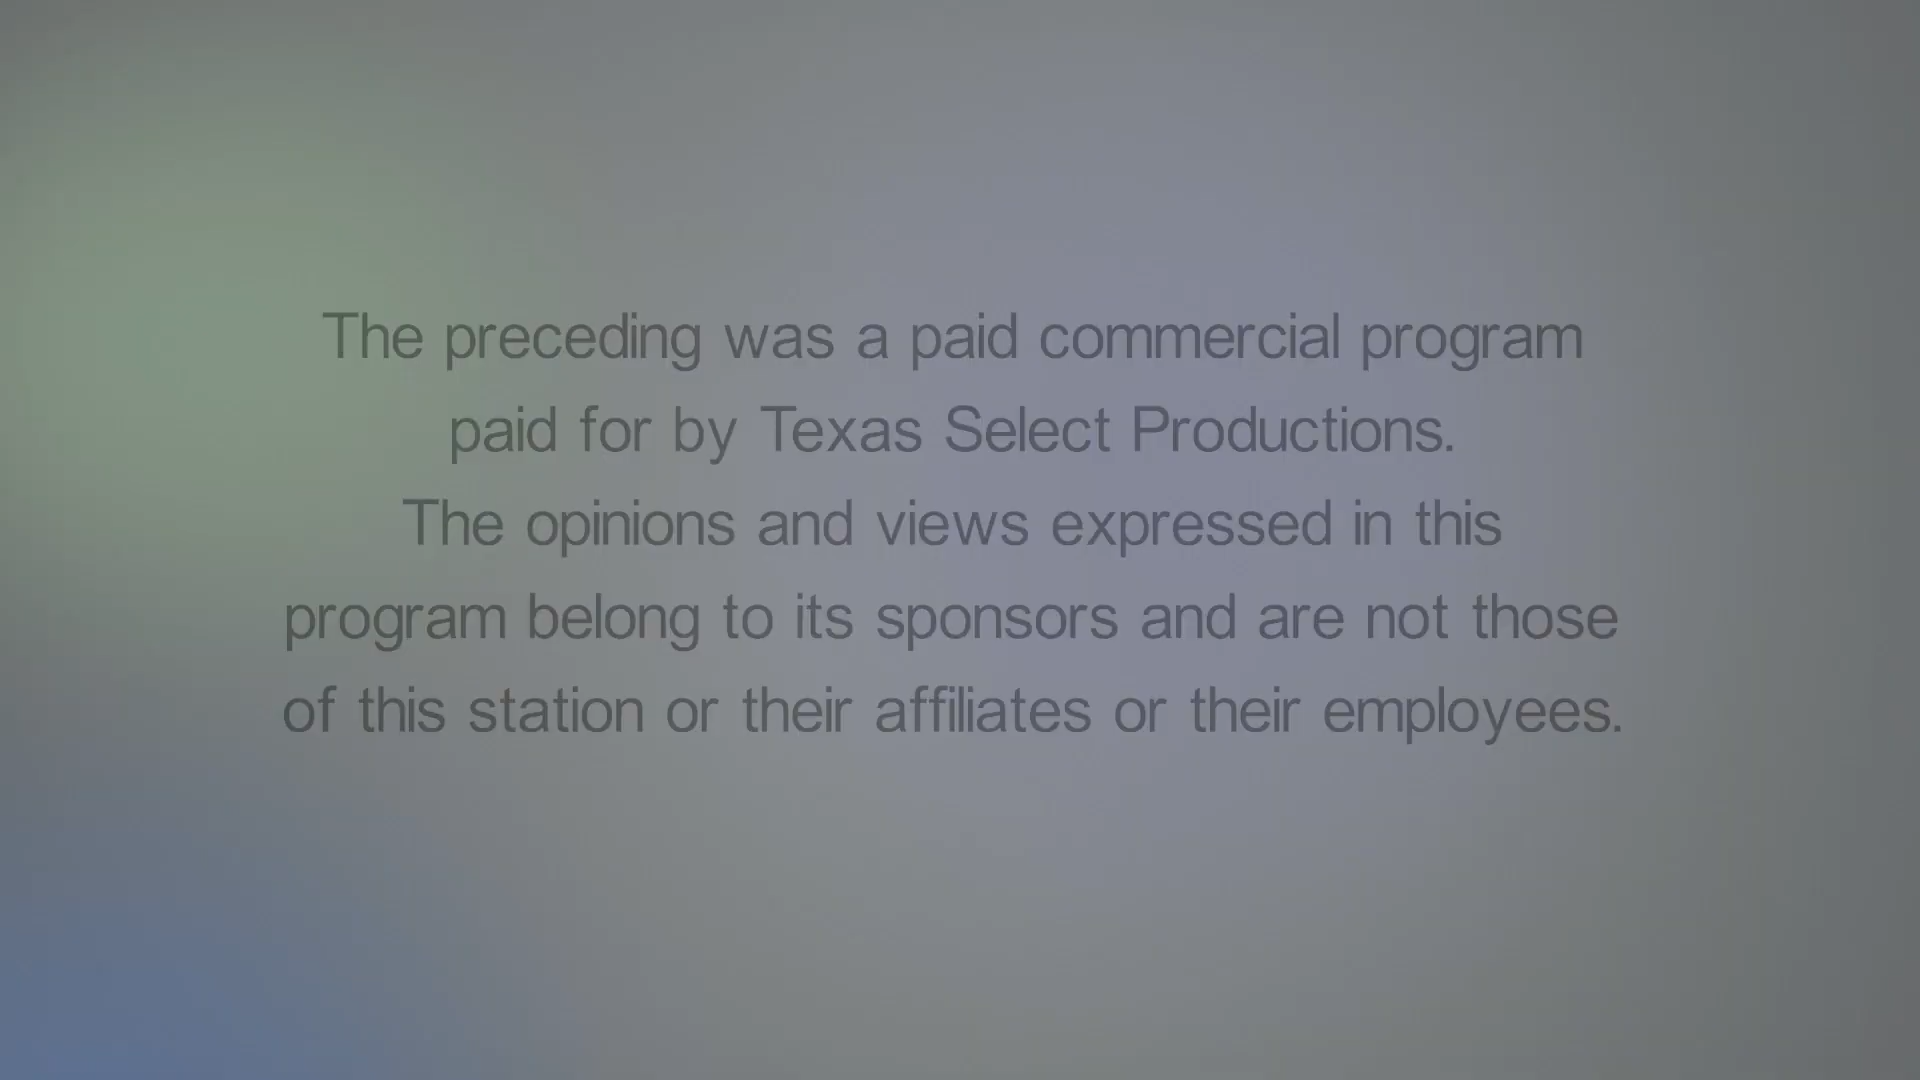 The preceding was a paid commercial program
paid for by Texas Select Productions.
The opinions and views expressed in this
program belong to its sponsors and are not those
of this station or their affiliates or their employees.